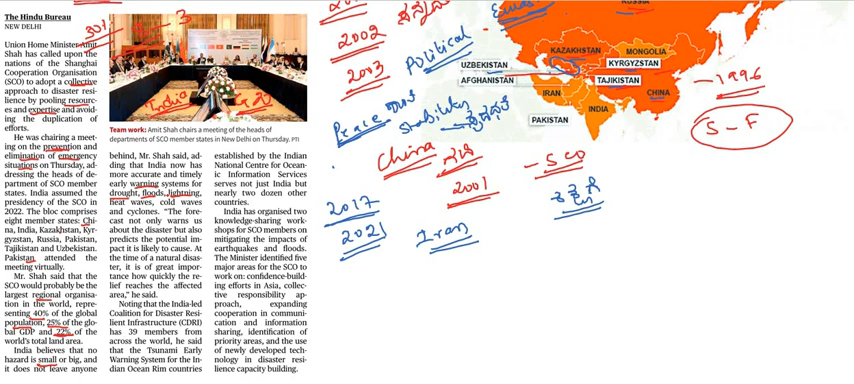 The Hindu Bureau
NEW DELHI
Union Home Minister Amit
Shah has called upon the
nations of the Shanghai
Cooperation Organisation
(SCO) to adopt a collective
approach to disaster resil-
ience by pooling resourc-
es and expertise and avoid-
ing the duplication of
efforts.
He was chairing a meet-
ing on the prevention and
elimination of emergency
situations on Thursday, ad-
dressing the heads of de-
partment of SCO member
states. India assumed the
presidency of the SCO in
2022. The bloc comprises
eight member states: Chi-
na, India, Kazakhstan, Kyr-
gyzstan, Russia, Pakistan,
Tajikistan and Uzbekistan.
Pakistan attended the
meeting virtually.
Mr. Shah said that the
SCO would probably be the
largest regional organisa-
tion in the world, repre-
senting 40% of the global
population, 25% of the glo-
bal GDP and 22% of the
world's total land area.
India believes that no
hazard is small or big, and
it does not leave anyone
30%
3
India
G 20
Team work: Amit Shah chairs a meeting of the heads of
departments of SCO member states in New Delhi on Thursday. PTI
behind, Mr. Shah said, ad-
ding that India now has
more accurate and timely
early warning systems for
drought, floods, lightning,
heat waves, cold waves
and cyclones. "The fore-
cast not only warns us
about the disaster but also
predicts the potential im-
pact it is likely to cause. At
the time of a natural disas-
ter, it is of great impor-
tance how quickly the re-
lief reaches the affected
area," he said.
Noting that the India-led
Coalition for Disaster Resi-
lient Infrastructure (CDRI)
has 39 members from
across the world, he said
that the Tsunami Early
Warning System for the In-
dian Ocean Rim countries
established by the Indian
National Centre for Ocean-
ic Information Services
serves not just India but
nearly two dozen other
countries.
India has organised two
knowledge-sharing work-
shops for SCO members on
mitigating the impacts of
earthquakes and floods.
The Minister identified five
major areas for the SCO to
work on: confidence-build-
ing efforts in Asia, collec-
tive responsibility ap-
proach, expanding
cooperation in communi-
cation and information
sharing, identification of
priority areas, and the use
of newly developed tech-
nology in disaster resi-
lience capacity building.
2002
2003
Political
Peace
Stability
China
2001
- SCO
2017
2021
Iran
RUSSIA
KAZAKHSTAN
MONGOLIA
UZBEKISTAN
KYRGYZSTAN
AFGHANISTAN
TAJIKISTAN
IRAN
CHINA
INDIA
PAKISTAN
- 1996
S - F